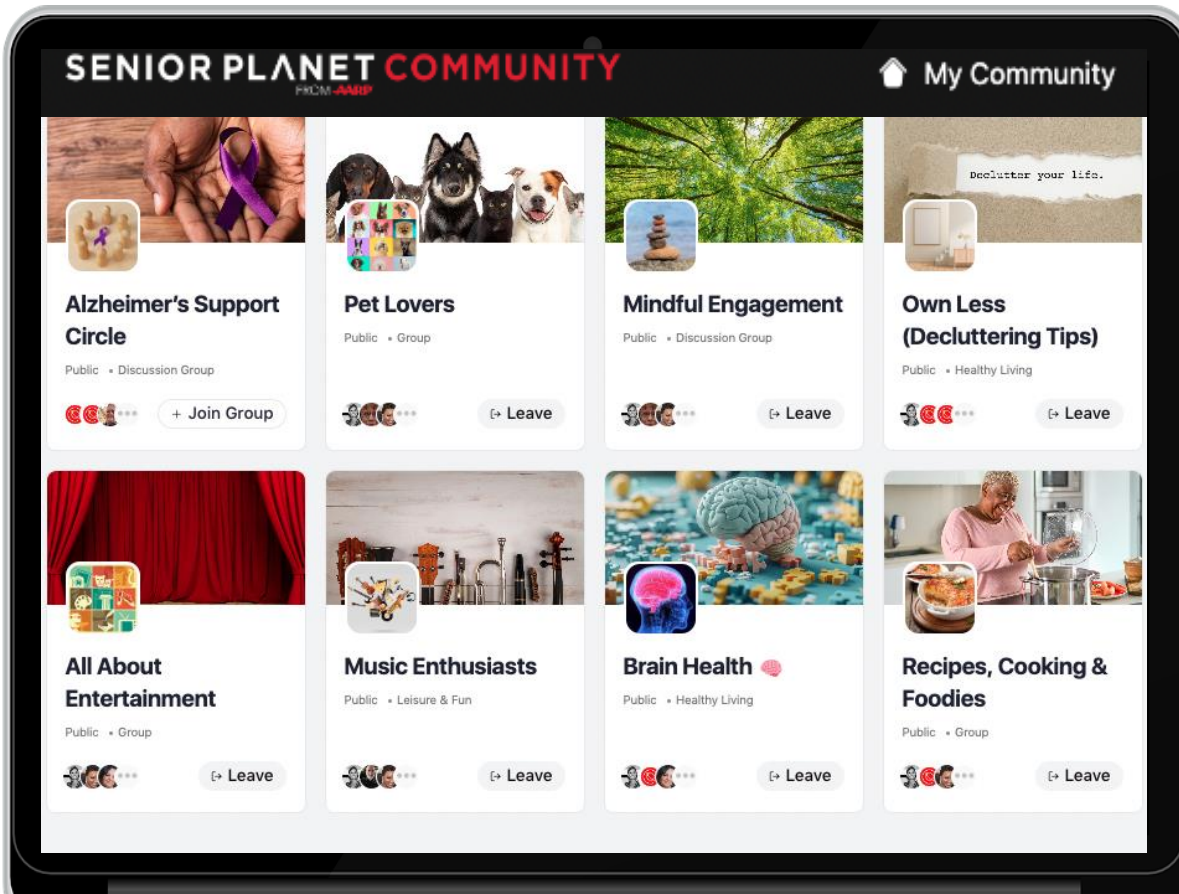 SENIOR PLANET COMMUNITY
FROM AARP
My Community
Declutter your life.
Alzheimer’s Support
Circle
Public • Discussion Group
+ Join Group
Pet Lovers
Public • Group
Leave
Mindful Engagement
Public • Discussion Group
Leave
Own Less
(Decluttering Tips)
Public • Healthy Living
Leave
All About
Entertainment
Public • Group
Leave
Music Enthusiasts
Public • Leisure & Fun
Leave
Brain Health
Public • Healthy Living
Leave
Recipes, Cooking &
Foodies
Public • Group
Leave